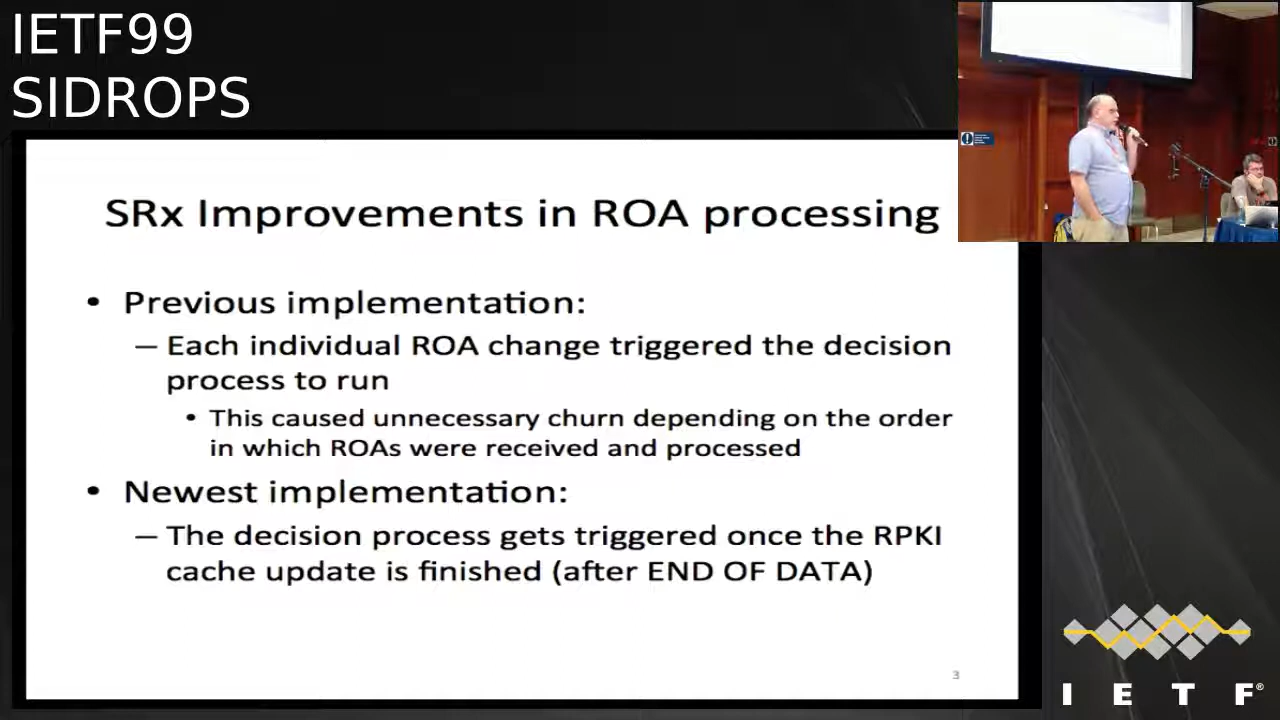 IETF99
SIDROPS
SRx Improvements in ROA processing
• Previous implementation:
– Each individual ROA change triggered the decision
process to run
• This caused unnecessary churn depending on the order
in which ROAs were received and processed
• Newest implementation:
– The decision process gets triggered once the RPKI
cache update is finished (after END OF DATA)
3
I E T F®